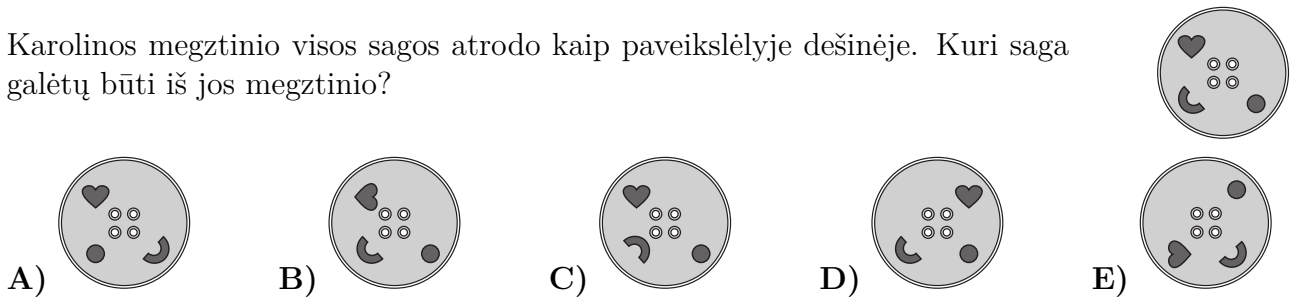 Karolinos megztinio visos sagos atrodo kaip paveikslėlyje dešinėje. Kuri saga
galėtų būti iš jos megztinio?
A) B) C) D) E)